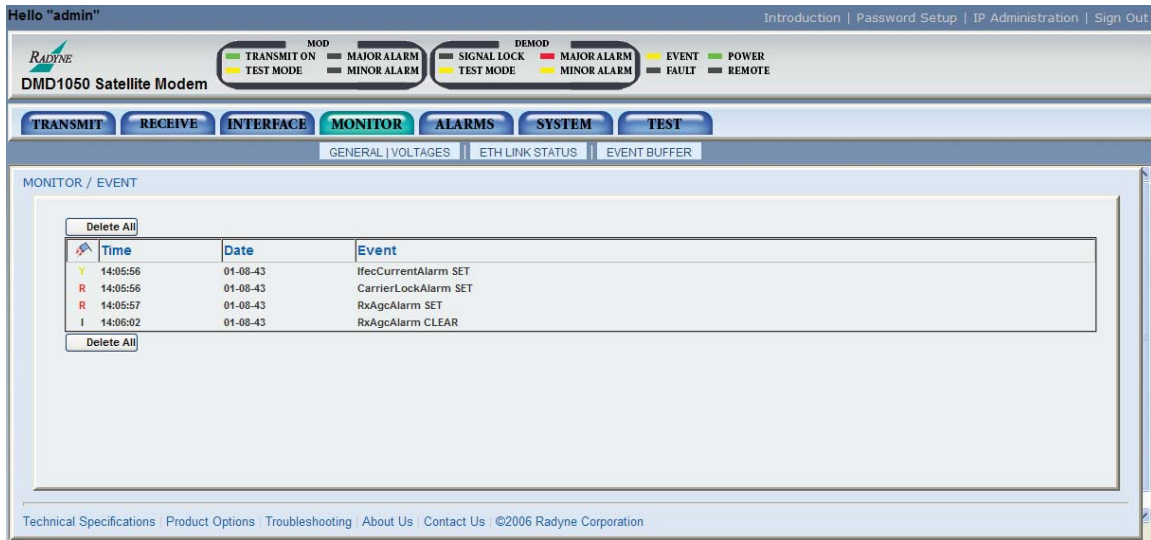 Hello "admin"
Introduction | Password Setup | IP Administration | Sign Out
RADYNE
DMD1050 Satellite Modem
MOD
TRANSMIT ON MAJOR ALARM
TEST MODE MINOR ALARM
DEMOD
SIGNAL LOCK MAJOR ALARM
TEST MODE MINOR ALARM
EVENT POWER
FAULT REMOTE
TRANSMIT RECEIVE INTERFACE MONITOR ALARMS SYSTEM TEST
GENERAL | VOLTAGES | ETH LINK STATUS | EVENT BUFFER
MONITOR / EVENT
Delete All
Time Date Event
Y 14:05:56 01-08-43 IfecCurrentAlarm SET
R 14:05:56 01-08-43 CarrierLockAlarm SET
R 14:05:57 01-08-43 RxAgcAlarm SET
I 14:06:02 01-08-43 RxAgcAlarm CLEAR
Delete All
Technical Specifications | Product Options | Troubleshooting | About Us | Contact Us | ©2006 Radyne Corporation